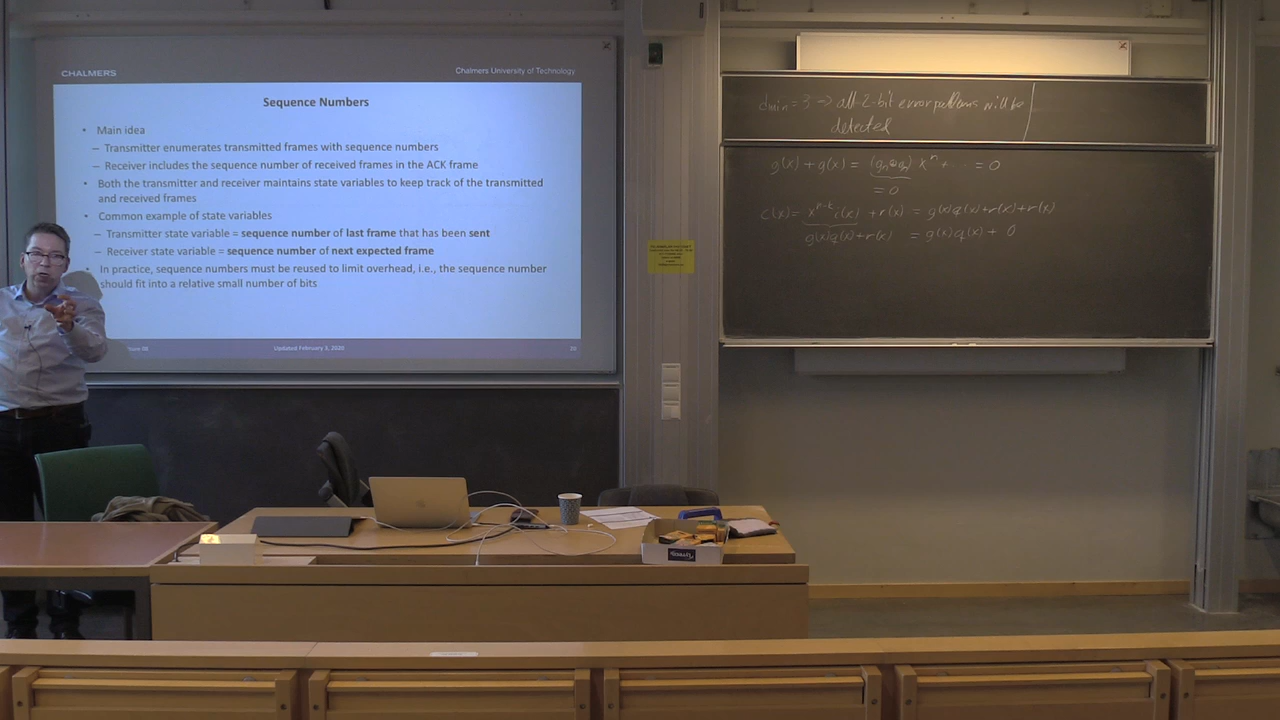 CHALMERS
Chalmers University of Technology
Sequence Numbers
• Main idea
– Transmitter enumerates transmitted frames with sequence numbers
– Receiver includes the sequence number of received frames in the ACK frame
• Both the transmitter and receiver maintains state variables to keep track of the transmitted
and received frames
• Common example of state variables
– Transmitter state variable = sequence number of last frame that has been sent
– Receiver state variable = sequence number of next expected frame
• In practice, sequence numbers must be reused to limit overhead, i.e., the sequence number
should fit into a relative small number of bits
Updated February 3, 2020
dmin = 3 => all 2-bit error patterns will be
detected
g(x) + g(x) = (gn⊕gn) x^n + ... = 0
= 0
c(x) = x^n-k i(x) + r(x) = g(x)q(x)+r(x)+r(x)
g(x)q(x)+r(x) = g(x)q(x) + 0